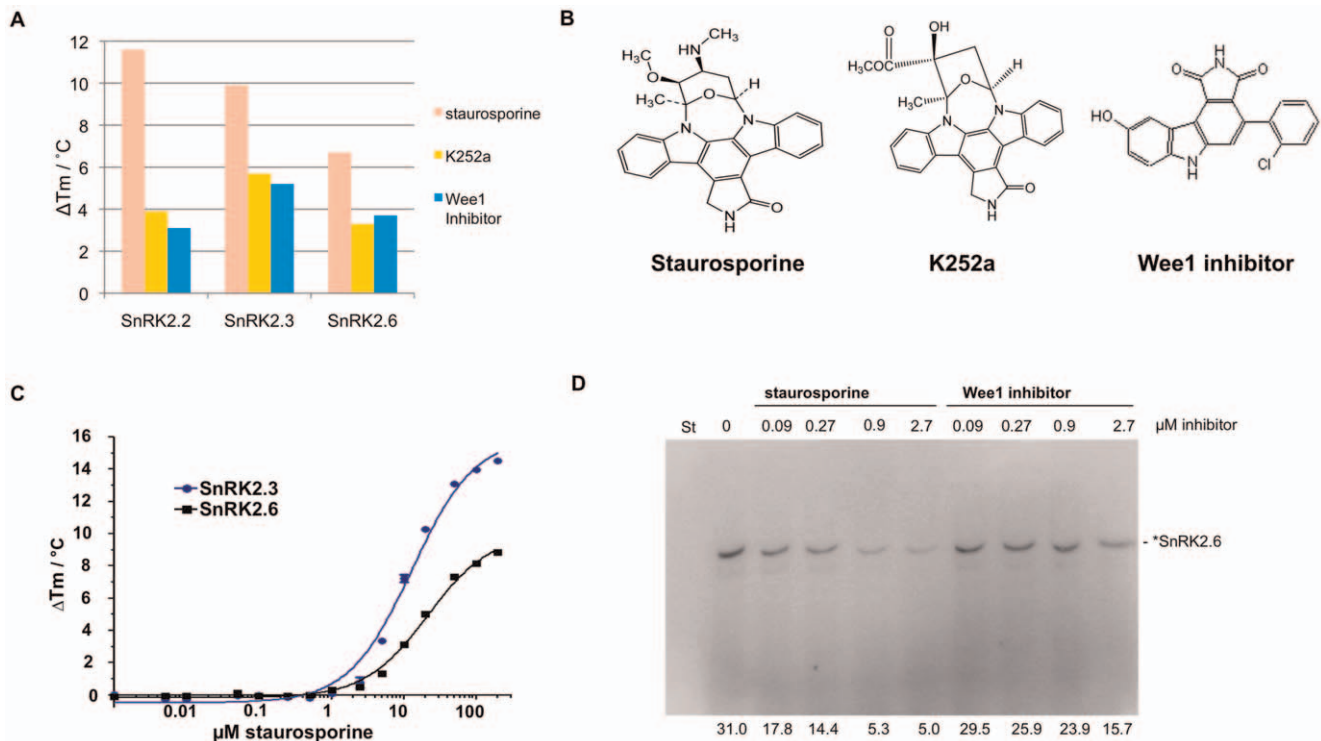 A
12
10
8
6
4
2
0
ΔTm / °C
SnRK2.2
SnRK2.3
SnRK2.6
staurosporine
K252a
Wee1
Inhibitor
B
H
N
CH₃
H₃C
O
H₃C
O
H
N
N
N
H
O
Staurosporine
O
OH
H₃COC
O
H
H₃C
N
N
O
N
H
K252a
H
N
O
O
HO
N
H
Cl
Wee1 inhibitor
C
16
14
12
10
8
6
4
2
0
ΔTm / °C
SnRK2.3
SnRK2.6
0.01
0.1
1
10
100
µM staurosporine
D
staurosporine
Wee1 inhibitor
St 0 0.09 0.27 0.9 2.7 0.09 0.27 0.9 2.7 µM inhibitor
- *SnRK2.6
31.0 17.8 14.4 5.3 5.0 29.5 25.9 23.9 15.7